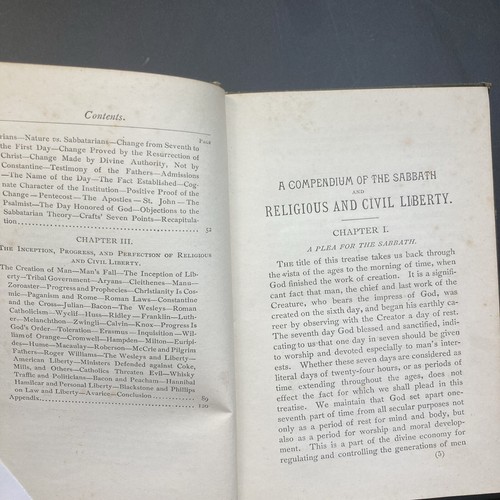 Contents.
Page
rians—Nature vs. Sabbatarians—Change from Seventh to
the First Day—Change Proved by the Resurrection of
Christ—Change Made by Divine Authority, Not by
Constantine—Testimony of the Fathers—Admissions
—The Name of the Day—The Fact Established—Cog-
nate Character of the Institution—Positive Proof of the
Change—Pentecost—The Apostles—St. John—The
Psalmist—The Day Honored of God—Objections to the
Sabbatarian Theory—Crafts' Seven Points—Recapitula-
tion 32
CHAPTER III.
THE INCEPTION, PROGRESS, AND PERFECTION OF RELIGIOUS
AND CIVIL LIBERTY.
The Creation of Man—Man's Fall—The Inception of Lib-
erty—Tribal Government—Aryans—Cleisthenes—Manu—
Zoroaster—Progress and Prophecies—Christianity Is Cos-
mic—Paganism and Rome—Roman Laws—Constantine
and the Cross—Julian—Bacon—The Wesleys—Roman
Catholicism—Wyclif—Huss—Ridley—Franklin—Lu-
ther—Melanchthon—Zwingli—Calvin—Knox—Progress Is
God's Order—Toleration—Erasmus—Inquisition—Wil-
liam of Orange—Cromwell—Hampden—Milton—Euripi-
des—Home—Macaulay—Roberson—McCrie and Pilgrim
Fathers—Roger Williams—The Wesleys and Liberty—
American Liberty—Ministers Defended against Coke,
Mills, and Others—Catholics Threaten Evil—Whisky
Traffic and Politicians—Bacon and Peacham—Hannibal
Hamilcar and Personal Liberty—Blackstone and Phillips
on Law and Liberty—Avarice—Conclusion 69
Appendix 120
A COMPENDIUM OF THE SABBATH
AND
RELIGIOUS AND CIVIL LIBERTY.
CHAPTER I.
A PLEA FOR THE SABBATH.
THE title of this treatise takes us back through
the vista of the ages to the morning of time, when
God finished the work of creation. It is a signifi-
cant fact that man, the chief and last work of the
Creature, who bears the impress of God, was
created on the sixth day, and began his earthly ca-
reer by observing with the Creator a day of rest.
The seventh day God blessed and sanctified, indi-
cating to us that one day in seven should be given
to worship and devoted especially to man's inter-
ests. Whether these seven days are considered as
literal days of twenty-four hours, or as periods of
time extending throughout the ages, does not
effect the fact for which we shall plead in this
treatise. We maintain that God set apart one-
seventh part of time from all secular purposes not
only as a period of rest for mind and body, but
also as a period for worship and moral develop-
ment. This is a part of the divine economy for
regulating and controlling the generations of men
(5)